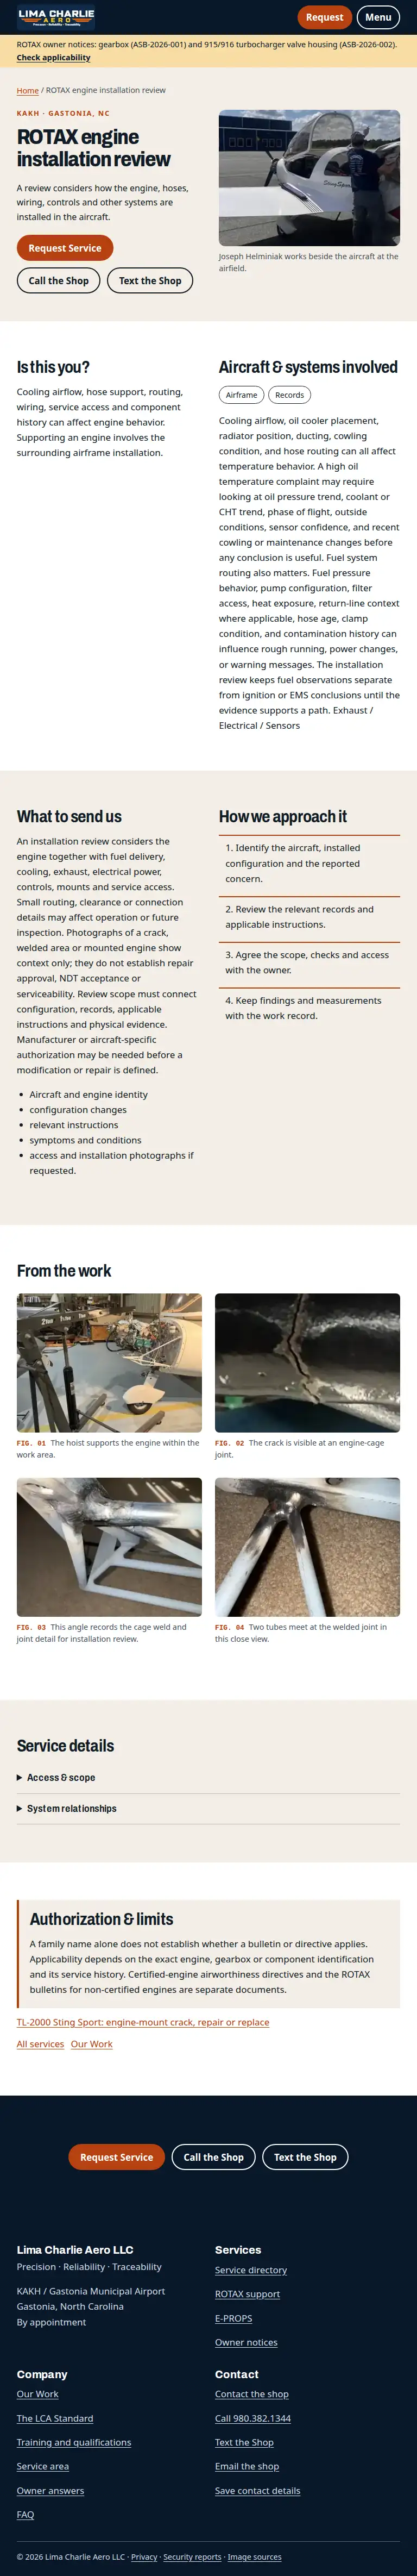 LIMA CHARLIE
AERO
Precision • Reliability • Traceability
Request
Menu
ROTAX owner notices: gearbox (ASB-2026-001) and 915/916 turbocharger valve housing (ASB-2026-002).
Check applicability
Home / ROTAX engine installation review
KAKH · GASTONIA, NC
ROTAX engine
installation review
A review considers how the engine, hoses,
wiring, controls and other systems are
installed in the aircraft.
Request Service
Call the Shop
Text the Shop
Joseph Helminiak works beside the aircraft at the
airfield.
Is this you?
Cooling airflow, hose support, routing,
wiring, service access and component
history can affect engine behavior.
Supporting an engine involves the
surrounding airframe installation.
Aircraft & systems involved
Airframe
Records
Cooling airflow, oil cooler placement,
radiator position, ducting, cowling
condition, and hose routing can all affect
temperature behavior. A high oil
temperature complaint may require
looking at oil pressure trend, coolant or
CHT trend, phase of flight, outside
conditions, sensor confidence, and recent
cowling or maintenance changes before
any conclusion is useful. Fuel system
routing also matters. Fuel pressure
behavior, pump configuration, filter
access, heat exposure, return-line context
where applicable, hose age, clamp
condition, and contamination history can
influence rough running, power changes,
or warning messages. The installation
review keeps fuel observations separate
from ignition or EMS conclusions until the
evidence supports a path. Exhaust /
Electrical / Sensors
What to send us
An installation review considers the
engine together with fuel delivery,
cooling, exhaust, electrical power,
controls, mounts and service access.
Small routing, clearance or connection
details may affect operation or future
inspection. Photographs of a crack,
welded area or mounted engine show
context only; they do not establish repair
approval, NDT acceptance or
serviceability. Review scope must connect
configuration, records, applicable
instructions and physical evidence.
Manufacturer or aircraft-specific
authorization may be needed before a
modification or repair is defined.
• Aircraft and engine identity
• configuration changes
• relevant instructions
• symptoms and conditions
• access and installation photographs if
requested.
How we approach it
1. Identify the aircraft, installed
configuration and the reported
concern.
2. Review the relevant records and
applicable instructions.
3. Agree the scope, checks and access
with the owner.
4. Keep findings and measurements
with the work record.
From the work
FIG. 01 The hoist supports the engine within the
work area.
FIG. 02 The crack is visible at an engine-cage
joint.
FIG. 03 This angle records the cage weld and
joint detail for installation review.
FIG. 04 Two tubes meet at the welded joint in
this close view.
Service details
Access & scope
System relationships
Authorization & limits
A family name alone does not establish whether a bulletin or directive applies.
Applicability depends on the exact engine, gearbox or component identification
and its service history. Certified-engine airworthiness directives and the ROTAX
bulletins for non-certified engines are separate documents.
TL-2000 Sting Sport: engine-mount crack, repair or replace
All services Our Work
Request Service
Call the Shop
Text the Shop
Lima Charlie Aero LLC
Precision · Reliability · Traceability
KAKH / Gastonia Municipal Airport
Gastonia, North Carolina
By appointment
Services
Service directory
ROTAX support
E-PROPS
Owner notices
Company
Our Work
The LCA Standard
Training and qualifications
Service area
Owner answers
FAQ
Contact
Contact the shop
Call 980.382.1344
Text the Shop
Email the shop
Save contact details
© 2026 Lima Charlie Aero LLC · Privacy · Security reports · Image sources